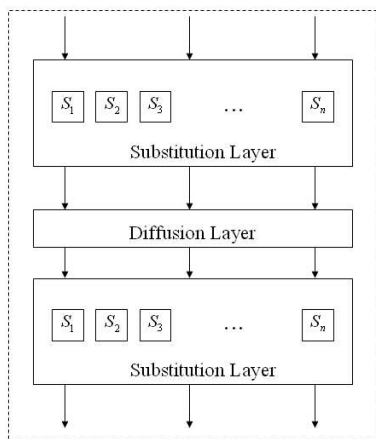 S₁ S₂ S₃ ... Sₙ
Substitution Layer
Diffusion Layer
S₁ S₂ S₃ ... Sₙ
Substitution Layer